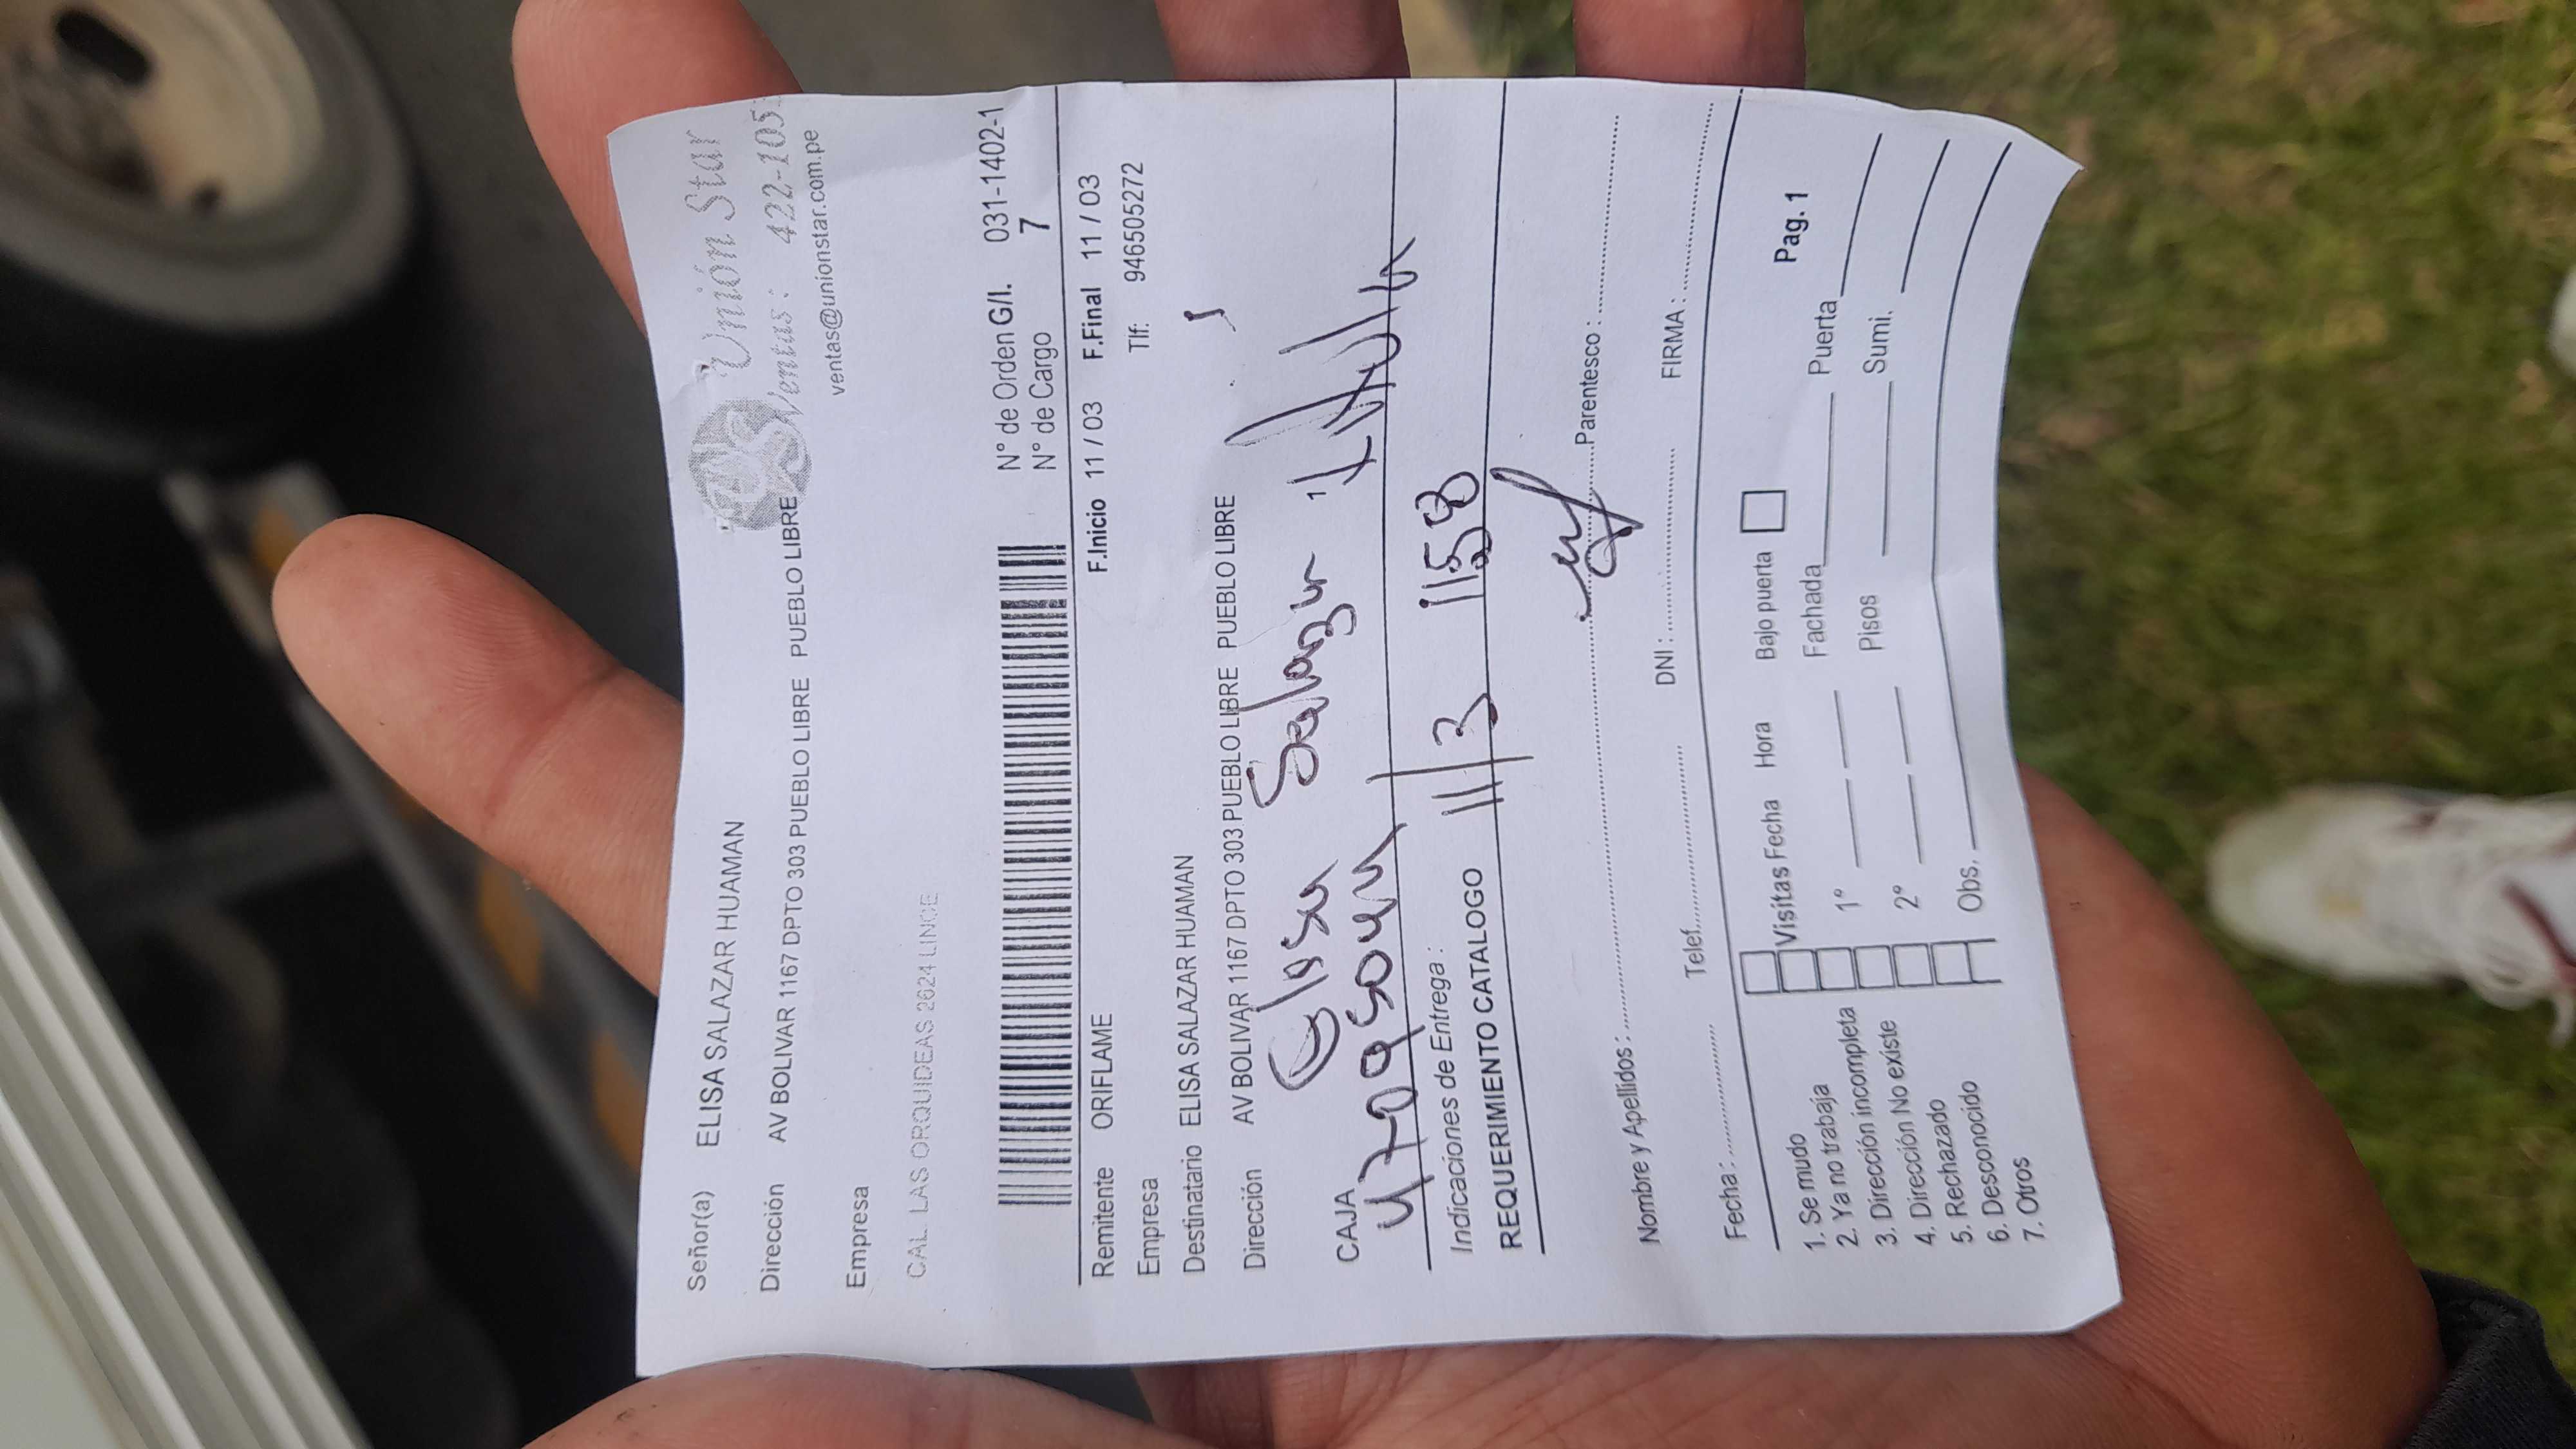 Señor(a) ELISA SALAZAR HUAMAN
Unión Star
Ventas: 422-105
Dirección AV BOLIVAR 1167 DPTO 303 PUEBLO LIBRE PUEBLO LIBRE
ventas@unionstar.com.pe
Empresa
CAL. LAS ORQUIDEAS 2624 LINCE
N° de Orden G/l. 031-1402-1
N° de Cargo 7
Remitente ORIFLAME F.Inicio 11 / 03 F.Final 11 / 03
Empresa Tlf: 946505272
Destinatario ELISA SALAZAR HUAMAN
Dirección AV BOLIVAR 1167 DPTO 303 PUEBLO LIBRE PUEBLO LIBRE
Elisa Salazar
CAJA
Indicaciones de Entrega : 11/3 1158
REQUERIMIENTO CATALOGO
Nombre y Apellidos : Parentesco :
Telef. DNI : FIRMA :
Fecha :
1. Se mudo Visitas Fecha Hora Bajo puerta Pag. 1
2. Ya no trabaja 1° Fachada Puerta
3. Dirección incompleta
4. Dirección No existe 2° Pisos Sumi.
5. Rechazado
6. Desconocido Obs.
7. Otros